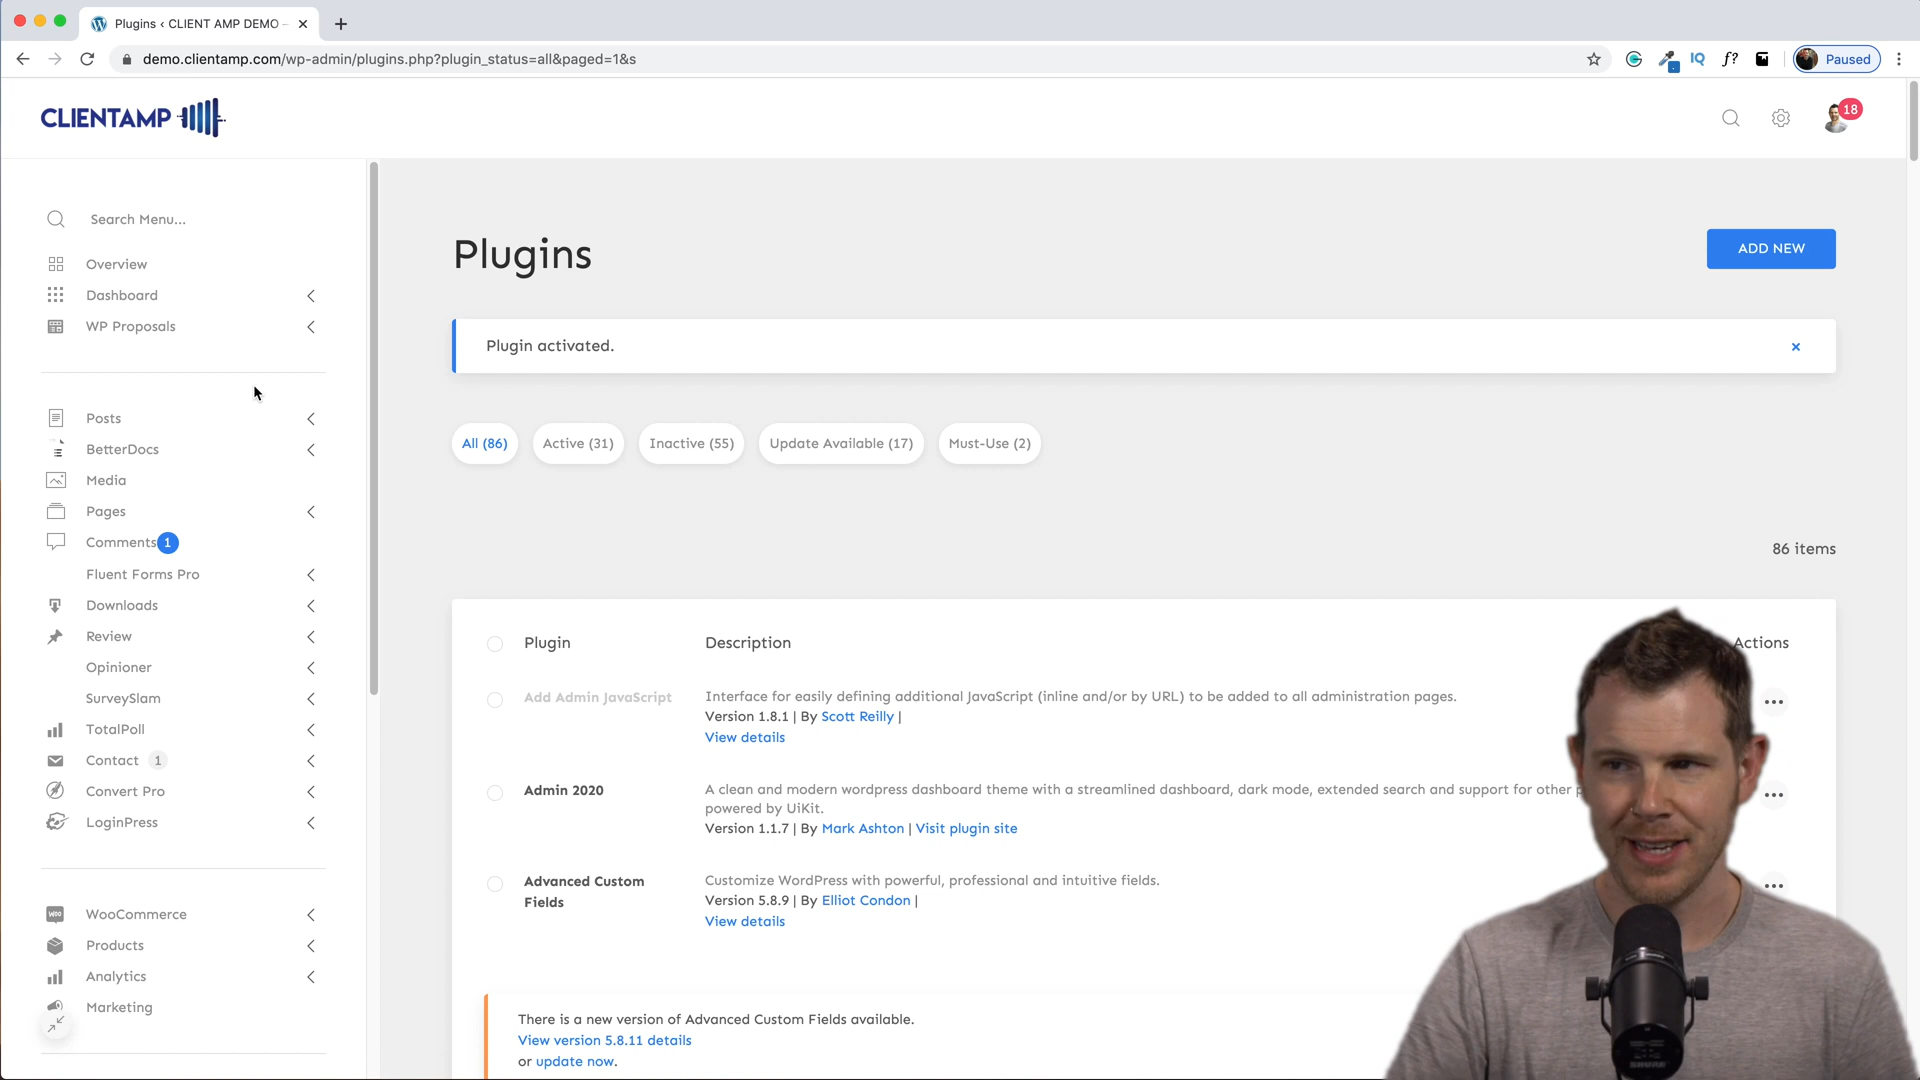 Plugins ‹ CLIENT AMP DEMO –
demo.clientamp.com/wp-admin/plugins.php?plugin_status=all&paged=1&s
IQ
f?
Paused
CLIENTAMP
18
Search Menu...
Overview
Dashboard
WP Proposals
Posts
BetterDocs
Media
Pages
Comments 1
Fluent Forms Pro
Downloads
Review
Opinioner
SurveySlam
TotalPoll
Contact 1
Convert Pro
LoginPress
WooCommerce
Products
Analytics
Marketing
Plugins
ADD NEW
Plugin activated.
All (86)
Active (31)
Inactive (55)
Update Available (17)
Must-Use (2)
86 items
Plugin
Description
Actions
Add Admin JavaScript
Interface for easily defining additional JavaScript (inline and/or by URL) to be added to all administration pages.
Version 1.8.1 | By Scott Reilly |
View details
Admin 2020
A clean and modern wordpress dashboard theme with a streamlined dashboard, dark mode, extended search and support for other
powered by UiKit.
Version 1.1.7 | By Mark Ashton | Visit plugin site
Advanced Custom
Fields
Customize WordPress with powerful, professional and intuitive fields.
Version 5.8.9 | By Elliot Condon |
View details
There is a new version of Advanced Custom Fields available.
View version 5.8.11 details
or update now.